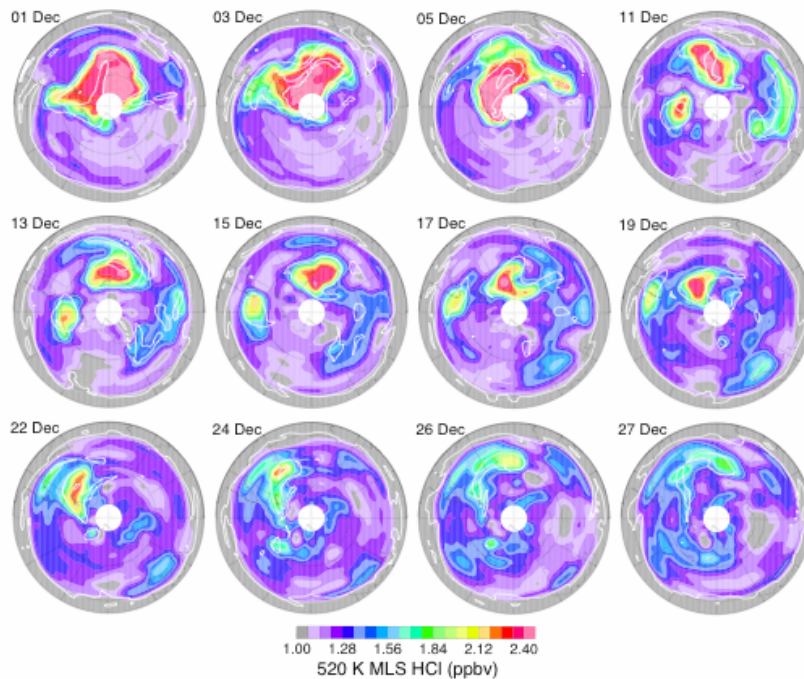 01 Dec 03 Dec 05 Dec 11 Dec
13 Dec 15 Dec 17 Dec 19 Dec
22 Dec 24 Dec 26 Dec 27 Dec
1.00 1.28 1.56 1.84 2.12 2.40
520 K MLS HCl (ppbv)